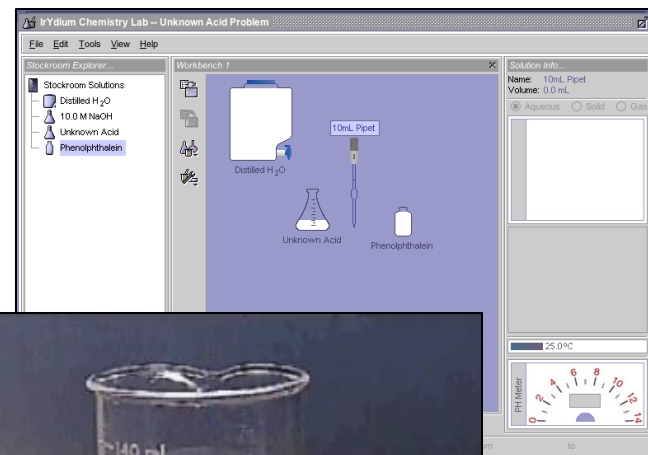 IrYdium Chemistry Lab -- Unknown Acid Problem
File Edit Tools View Help
Stockroom Explorer...
Stockroom Solutions
Distilled H2O
10.0 M NaOH
Unknown Acid
Phenolphthalein
Workbench 1
10mL Pipet
Distilled H2O
Unknown Acid
Phenolphthalein
Solution Info...
Name: 10mL Pipet
Volume: 0.0 mL
Aqueous Solid Gas
25.0°C
PH Meter
0 2 4 6 8 10 12 14
to
140 ml